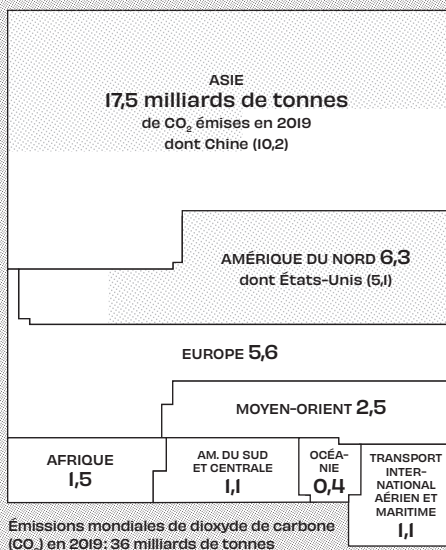 ASIE
17,5 milliards de tonnes
de CO₂ émises en 2019
dont Chine (10,2)
AMÉRIQUE DU NORD 6,3
dont États-Unis (5,1)
EUROPE 5,6
MOYEN-ORIENT 2,5
AFRIQUE
1,5
AM. DU SUD
ET CENTRALE
1,1
OCÉA-
NIE
0,4
TRANSPORT
INTER-
NATIONAL
AÉRIEN ET
MARITIME
1,1
Émissions mondiales de dioxyde de carbone
(CO₂) en 2019: 36 milliards de tonnes